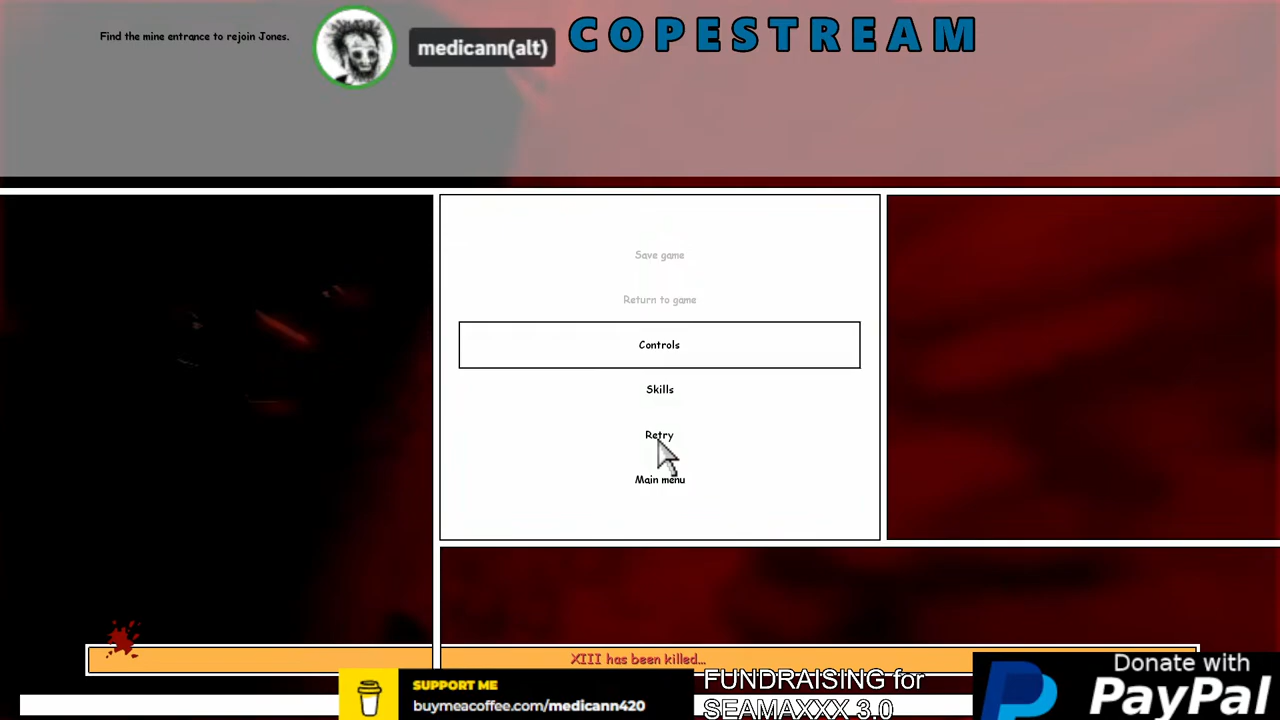 Find the mine entrance to rejoin Jones.
medicann(alt)
COPESTREAM
Save game
Return to game
Controls
Skills
Retry
Main menu
XIII has been killed...
SUPPORT ME
buymeacoffee.com/medicann420
FUNDRAISING for
SEAMAXXX 3.0
Donate with
PayPal